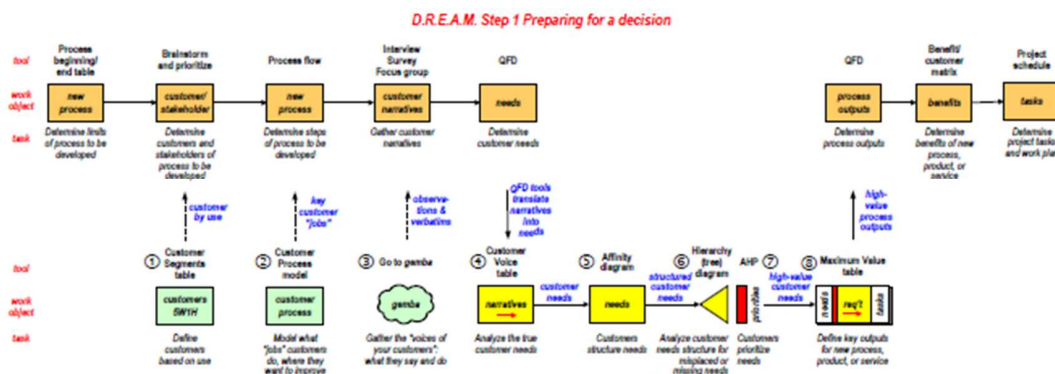 D.R.E.A.M. Step 1 Preparing for a decision
tool
Process
beginning/
end table
Brainstorm
and prioritize
Process flow
Interview
Survey
Focus group
QFD
QFD
Benefit/
customer
matrix
Project
schedule
work
object
new
process
customer/
stakeholder
new
process
customer
narratives
needs
process
outputs
benefits
tasks
task
Determine limits
of process to be
developed
Determine
customers and
stakeholders of
process to be
developed
Determine steps
of process to be
developed
Gather customer
narratives
Determine
customer needs
Determine
process outputs
Determine
benefits of new
process,
product, or
service
Determine
project tasks
and work plan
customer
by use
key
customer
"jobs"
observa-
tions &
verbatims
QFD tools
translate
narratives
into
needs
high-
value
process
outputs
tool
① Customer
Segments
table
② Customer
Process
model
③ Go to gemba
④ Customer
Voice
table
⑤ Affinity
diagram
⑥ Hierarchy
(tree)
diagram
AHP ⑦
⑧ Maximum Value
table
work
object
customers
5W1H
customer
process
gemba
narratives
customer
needs
needs
structured
customer
needs
priorities
high-value
customer
needs
needs
req't
tasks
task
Define
customers
based on use
Model what
"jobs" customers
do, where they
want to improve
Gather the "voices of
your customers":
what they say and do
Analyze the true
customer needs
Customers
structure needs
Analyze customer
needs structure for
misplaced or
missing needs
Customers
prioritize
needs
Define key outputs
for new process,
product, or service